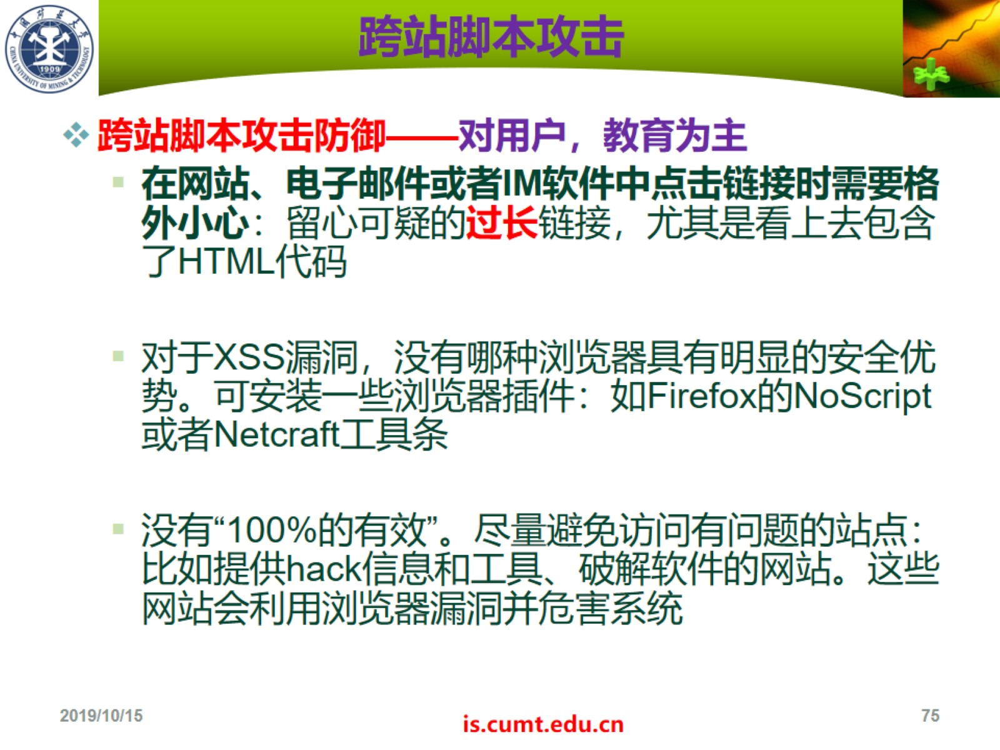 中国矿业大学
CHINA UNIVERSITY OF MINING & TECHNOLOGY
1909
跨站脚本攻击
跨站脚本攻击防御——对用户，教育为主
在网站、电子邮件或者IM软件中点击链接时需要格
外小心：留心可疑的过长链接，尤其是看上去包含
了HTML代码
对于XSS漏洞，没有哪种浏览器具有明显的安全优
势。可安装一些浏览器插件：如Firefox的NoScript
或者Netcraft工具条
没有“100%的有效”。尽量避免访问有问题的站点：
比如提供hack信息和工具、破解软件的网站。这些
网站会利用浏览器漏洞并危害系统
2019/10/15
is.cumt.edu.cn
75